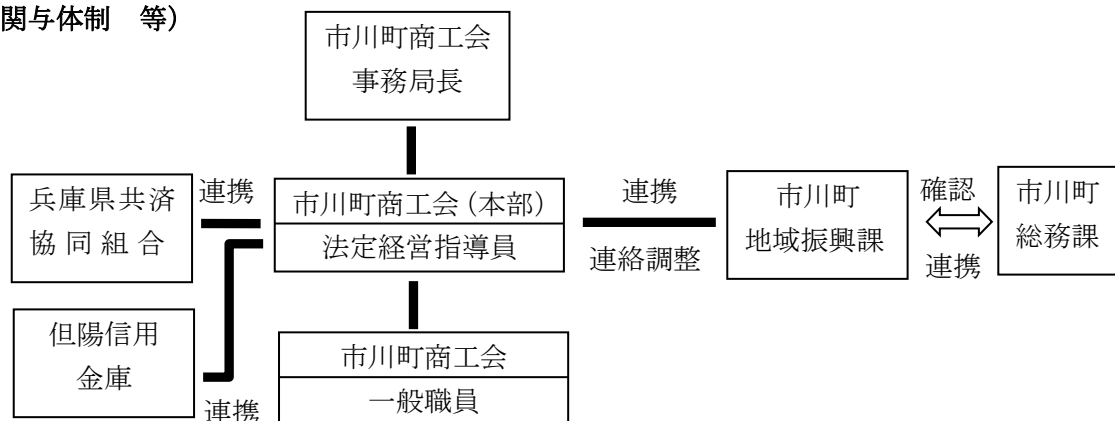 関与体制　等）
市川町商工会
事務局長
兵庫県共済
協同組合
連携
市川町商工会（本部）
法定経営指導員
連携
連絡調整
市川町
地域振興課
確認
連携
市川町
総務課
但陽信用
金庫
連携
市川町商工会
一般職員